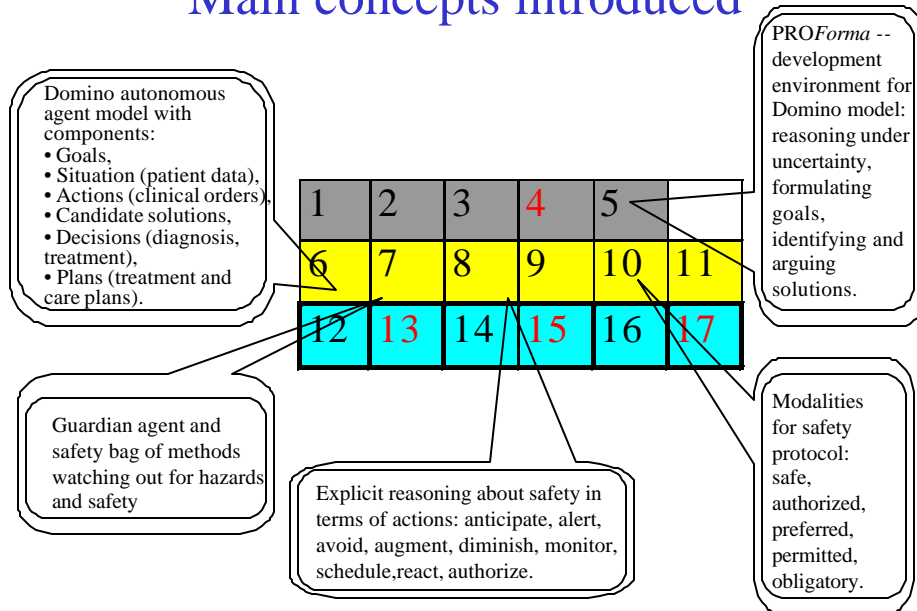 Main concepts introduced
Domino autonomous
agent model with
components:
• Goals,
• Situation (patient data),
• Actions (clinical orders),
• Candidate solutions,
• Decisions (diagnosis,
treatment),
• Plans (treatment and
care plans).
PROForma --
development
environment for
Domino model:
reasoning under
uncertainty,
formulating
goals,
identifying and
arguing
solutions.
1 2 3 4 5
6 7 8 9 10 11
12 13 14 15 16 17
Guardian agent and
safety bag of methods
watching out for hazards
and safety
Explicit reasoning about safety in
terms of actions: anticipate, alert,
avoid, augment, diminish, monitor,
schedule,react, authorize.
Modalities
for safety
protocol:
safe,
authorized,
preferred,
permitted,
obligatory.